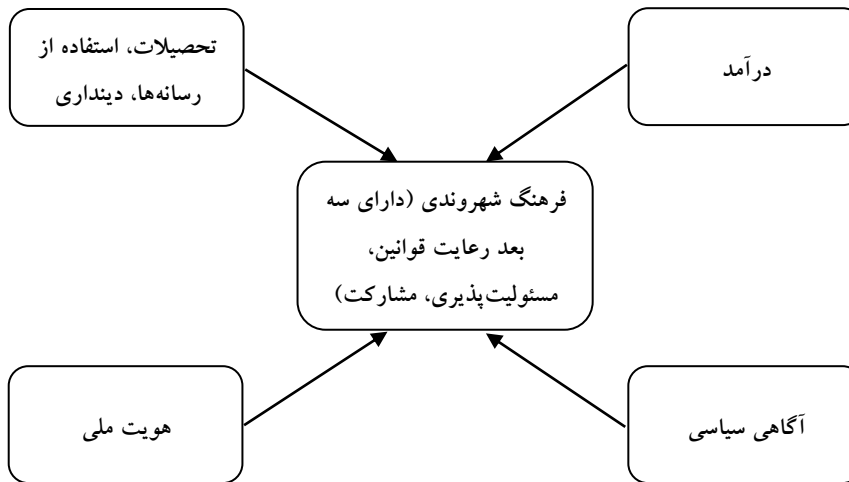 درآمد
تحصیلات، استفاده از
رسانه‌ها، دینداری
فرهنگ شهروندی (دارای سه
بعد رعایت قوانین،
مسئولیت‌پذیری، مشارکت)
آگاهی سیاسی
هویت ملی